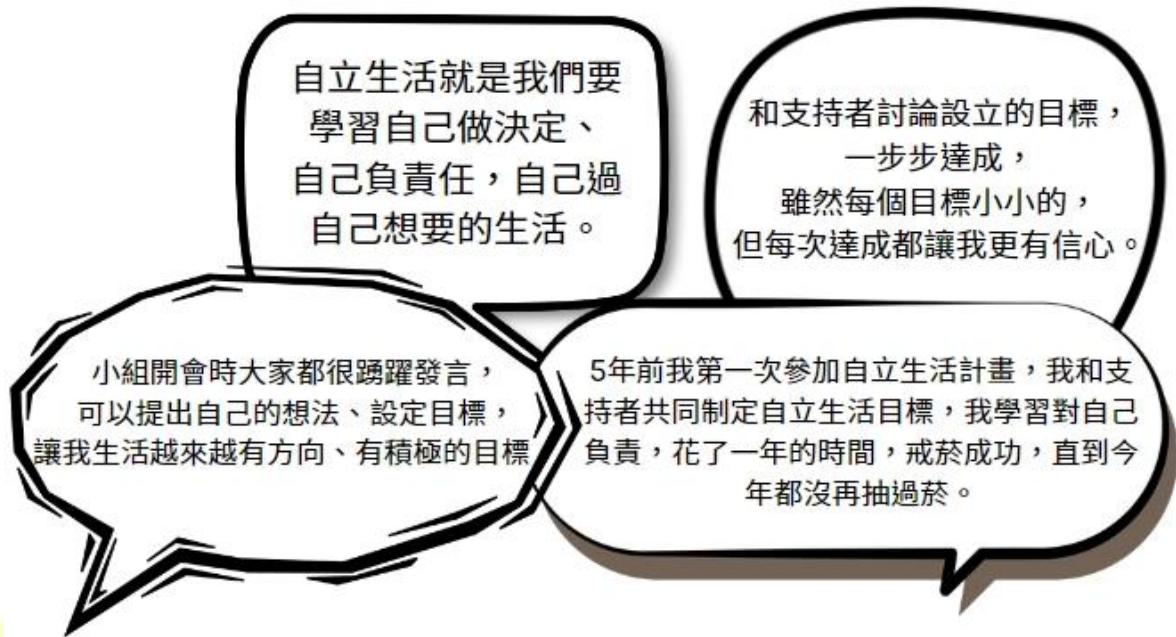 自立生活就是我們要
學習自己做決定、
自己負責任，自己過
自己想要的生活。
和支持者討論設立的目標，
一步步達成，
雖然每個目標小小的，
但每次達成都讓我更有信心。
小組開會時大家都很踴躍發言，
可以提出自己的想法、設定目標，
讓我生活越來越有方向、有積極的目標
5年前我第一次參加自立生活計畫，我和支
持者共同制定自立生活目標，我學習對自己
負責，花了一年的時間，戒菸成功，直到今
年都沒再抽過菸。